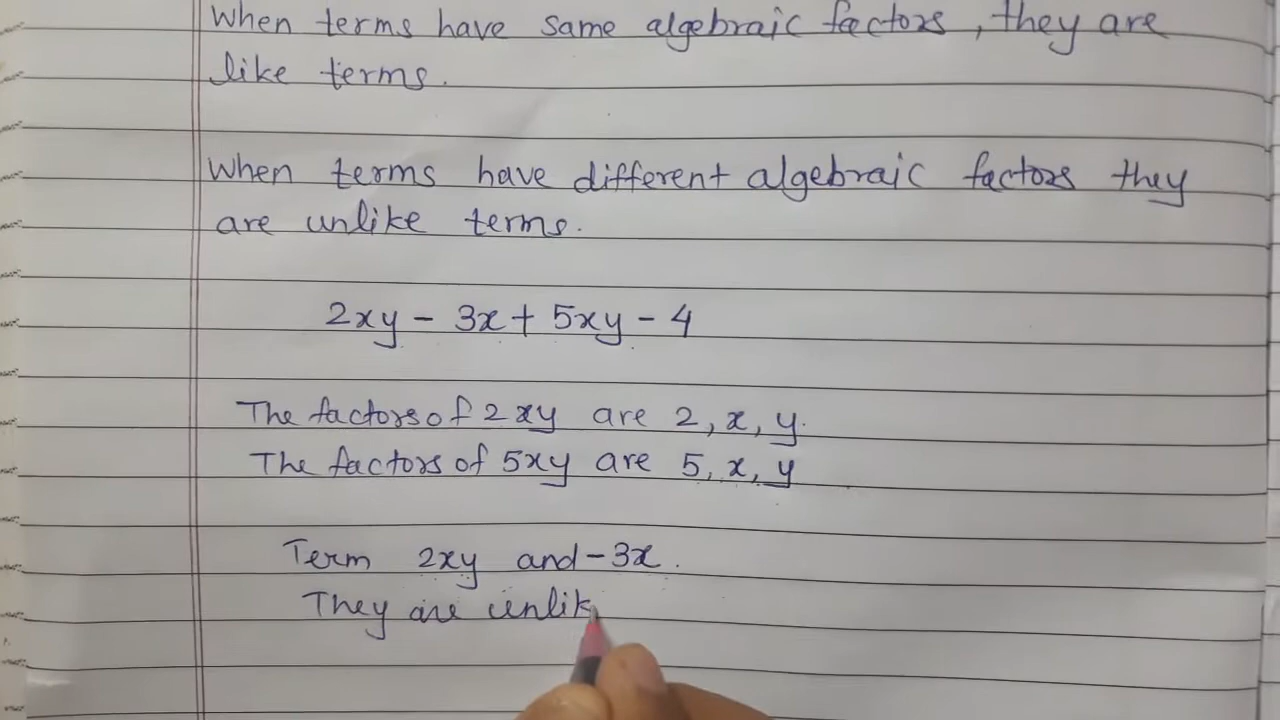 When terms have same algebraic factors, they are
like terms.
When terms have different algebraic factors they
are unlike terms.
2xy - 3x + 5xy - 4
The factors of 2xy are 2, x, y.
The factors of 5xy are 5, x, y
Term 2xy and -3x.
They are unlik